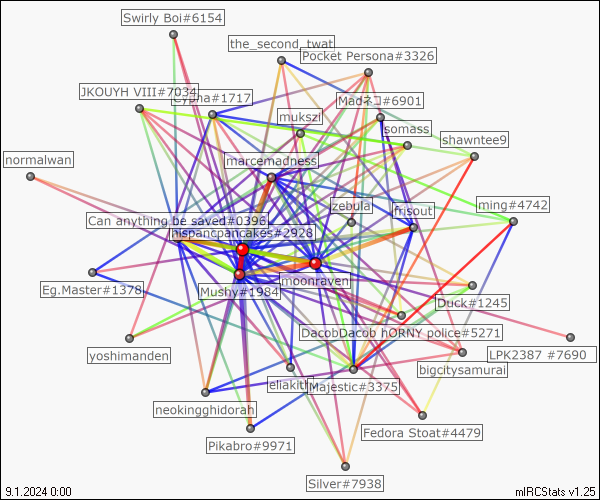 Swirly Boi#6154
the_second_twat
Pocket Persona#3326
JKOUYH VIII#7034
Cypha#1717
Madネコ#6901
mukszi
somass
shawntee9
marcemadness
normalwan
zebula
frisout
ming#4742
Can anything be saved#0396
hispancpancakes#2928
Eg.Master#1378
Mushy#1984
moonraven
Duck#1245
DacobDacob hORNY police#5271
LPK2387 #7690
yoshimanden
bigcitysamurai
eliakith
Majestic#3375
neokingghidorah
Fedora Stoat#4479
Pikabro#9971
Silver#7938
9.1.2024 0:00
mIRCStats v1.25